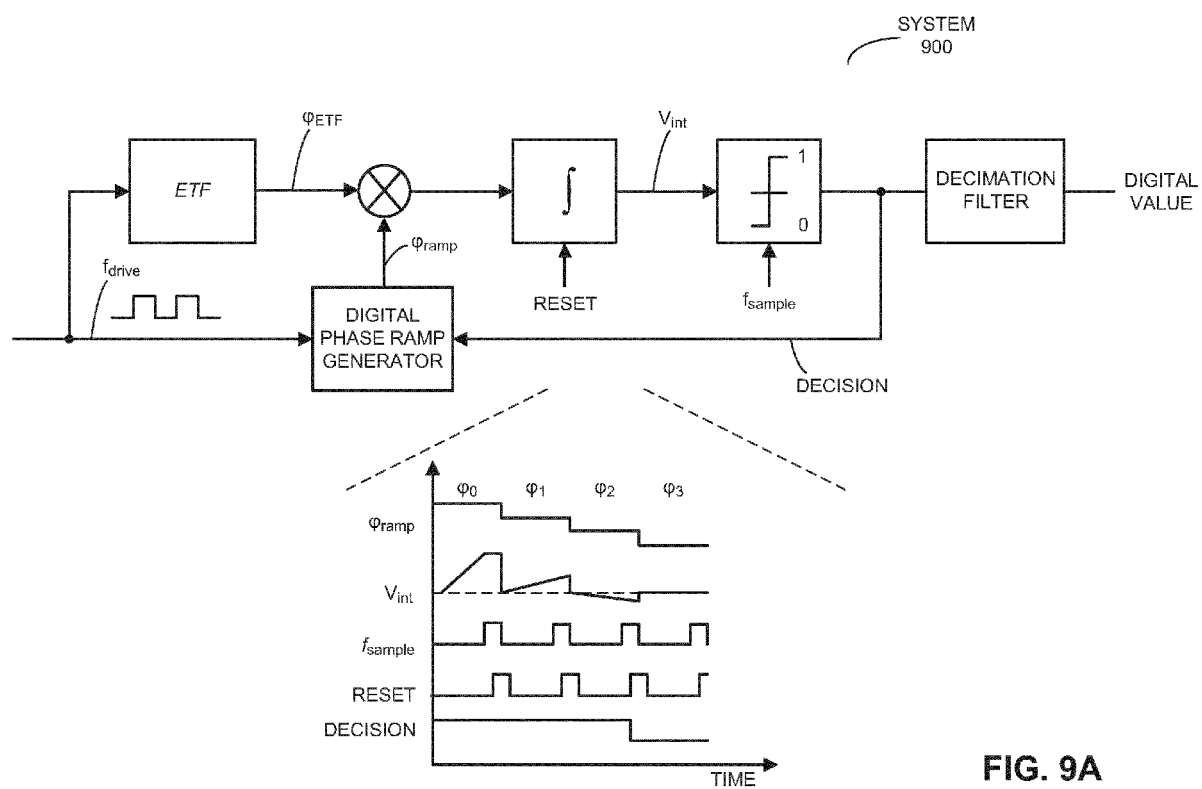 SYSTEM
900
φETF
Vint
ETF
∫
1
0
DECIMATION
FILTER
DIGITAL
VALUE
fdrive
φramp
RESET
fsample
DIGITAL
PHASE RAMP
GENERATOR
DECISION
φ0 φ1 φ2 φ3
φramp
Vint
fsample
RESET
DECISION
TIME
FIG. 9A